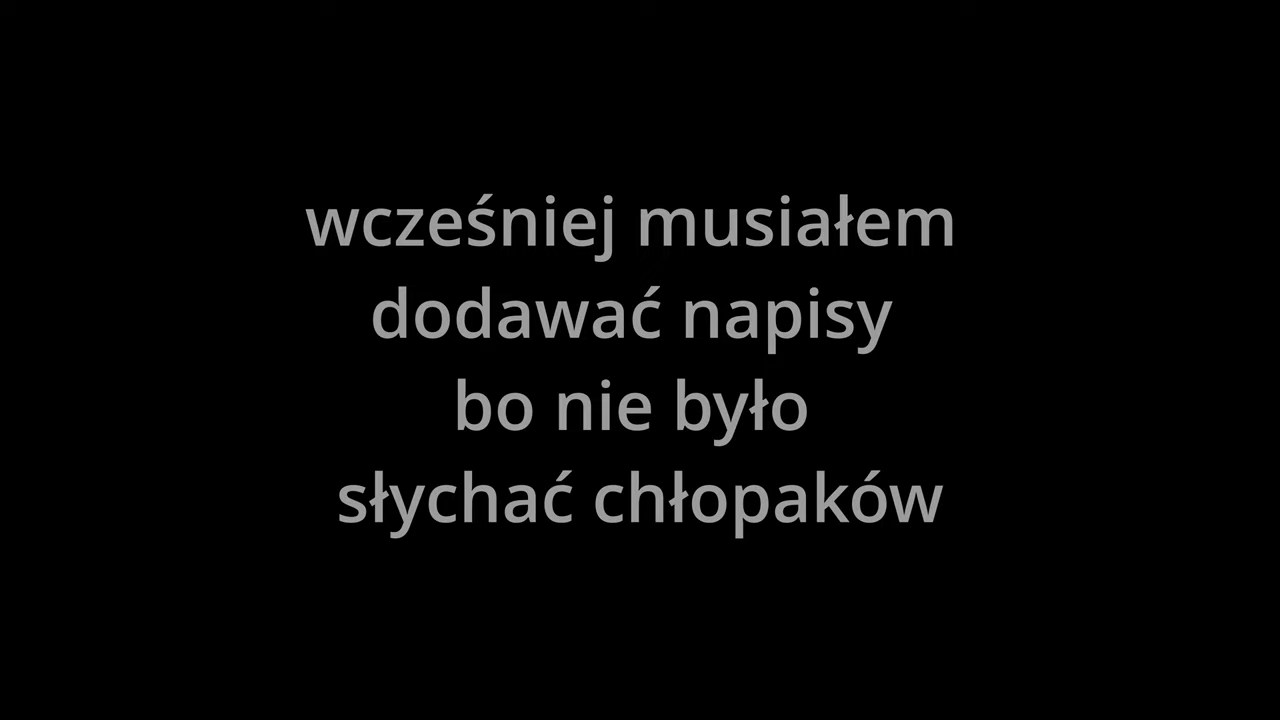 wcześniej musiałem
dodawać napisy
bo nie było
słychać chłopaków